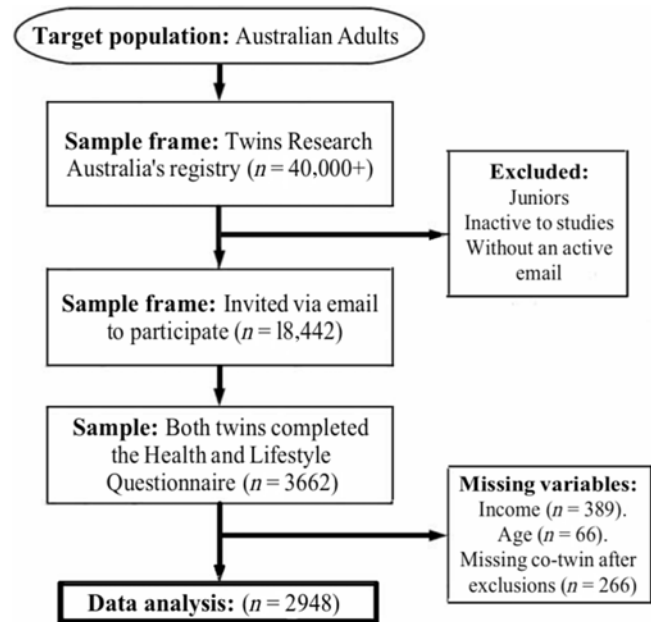 Target population: Australian Adults
Sample frame: Twins Research
Australia's registry (n = 40,000+)
Excluded:
Juniors
Inactive to studies
Without an active
email
Sample frame: Invited via email
to participate (n = l8,442)
Sample: Both twins completed
the Health and Lifestyle
Questionnaire (n = 3662)
Missing variables:
Income (n = 389).
Age (n = 66).
Missing co-twin after
exclusions (n = 266)
Data analysis: (n = 2948)